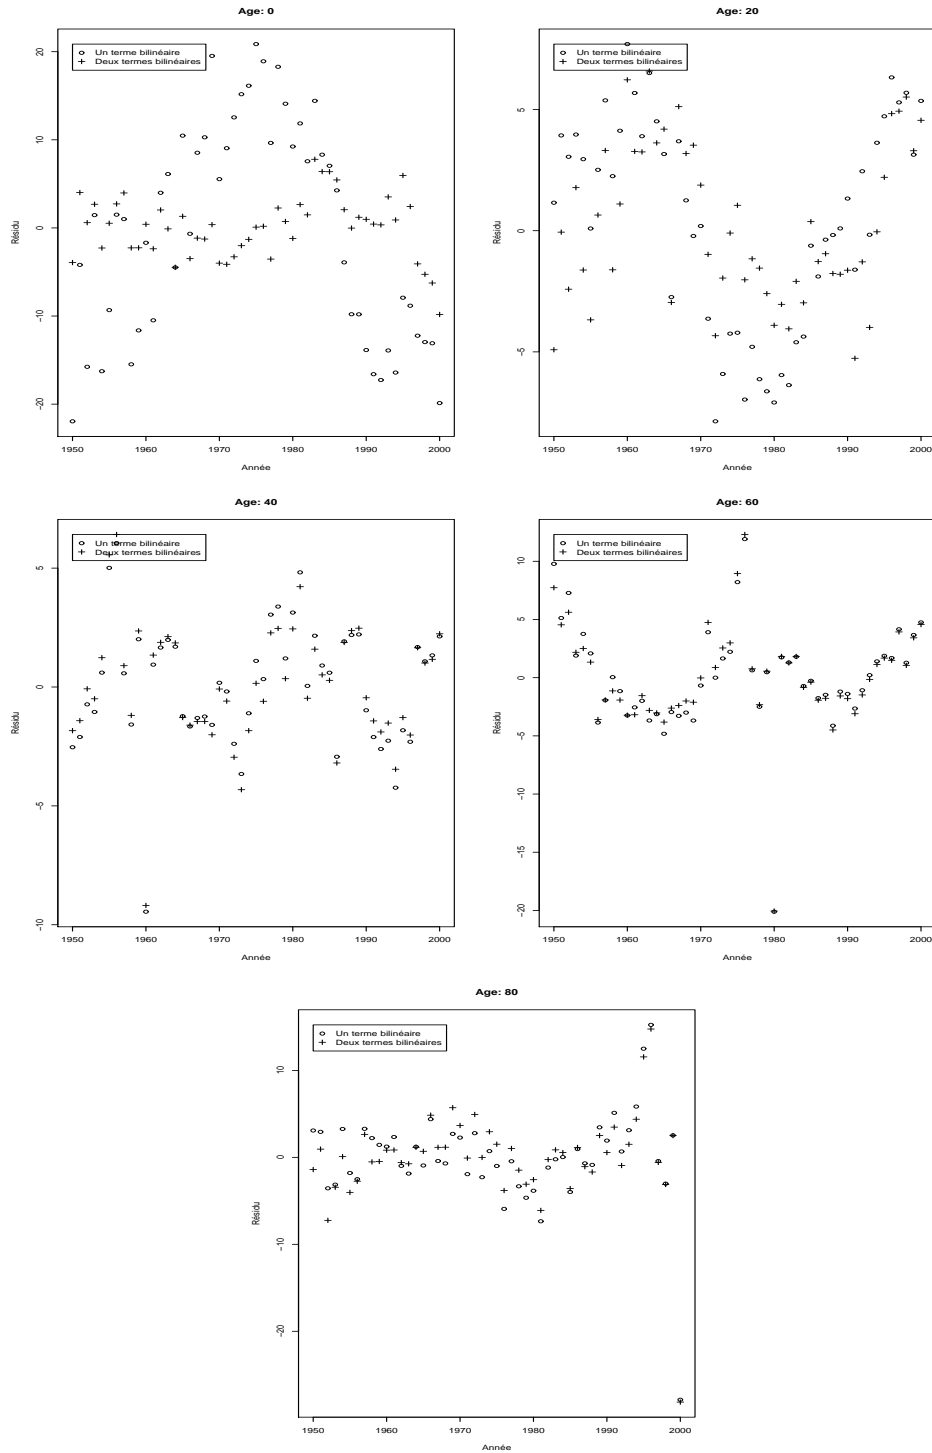 Age: 0
Un terme bilinéaire
Deux termes bilinéaires
Résidu
20
10
0
−10
−20
1950 1960 1970 1980 1990 2000
Année
Age: 20
Un terme bilinéaire
Deux termes bilinéaires
Résidu
5
0
−5
1950 1960 1970 1980 1990 2000
Année
Age: 40
Un terme bilinéaire
Deux termes bilinéaires
Résidu
5
0
−5
−10
1950 1960 1970 1980 1990 2000
Année
Age: 60
Un terme bilinéaire
Deux termes bilinéaires
Résidu
10
5
0
−5
−10
−15
−20
1950 1960 1970 1980 1990 2000
Année
Age: 80
Un terme bilinéaire
Deux termes bilinéaires
Résidu
10
0
−10
−20
1950 1960 1970 1980 1990 2000
Année